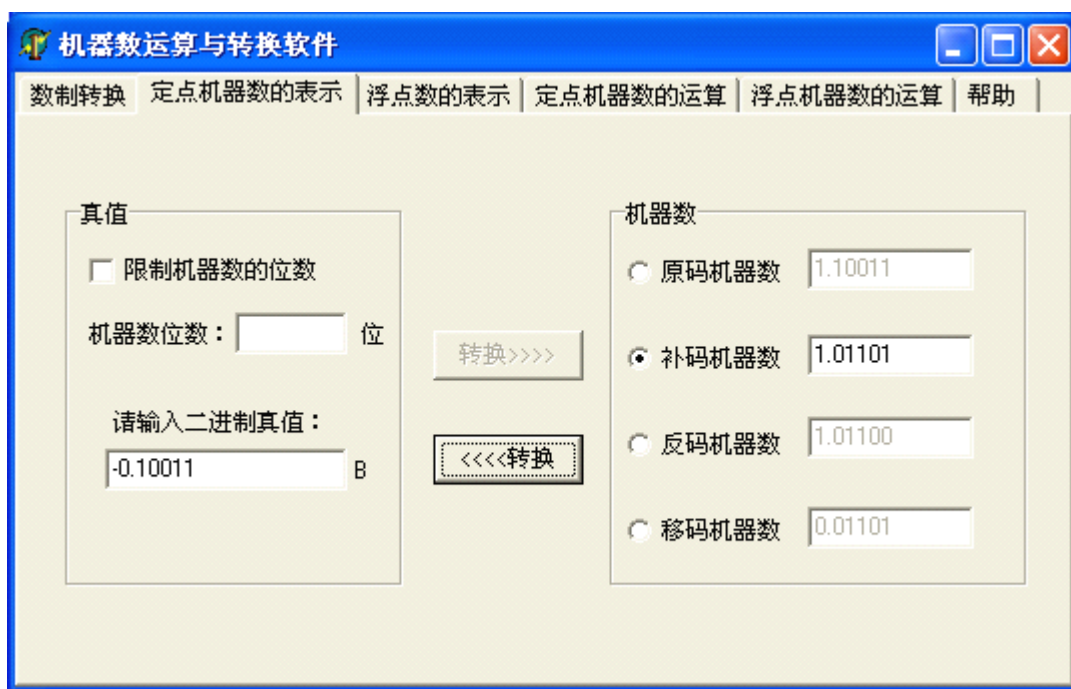 机器数运算与转换软件
数制转换 定点机器数的表示 浮点数的表示 定点机器数的运算 浮点机器数的运算 帮助
真值
限制机器数的位数
机器数位数： 位
请输入二进制真值：
-0.10011 B
转换>>>>
<<<<转换
机器数
原码机器数 1.10011
补码机器数 1.01101
反码机器数 1.01100
移码机器数 0.01101